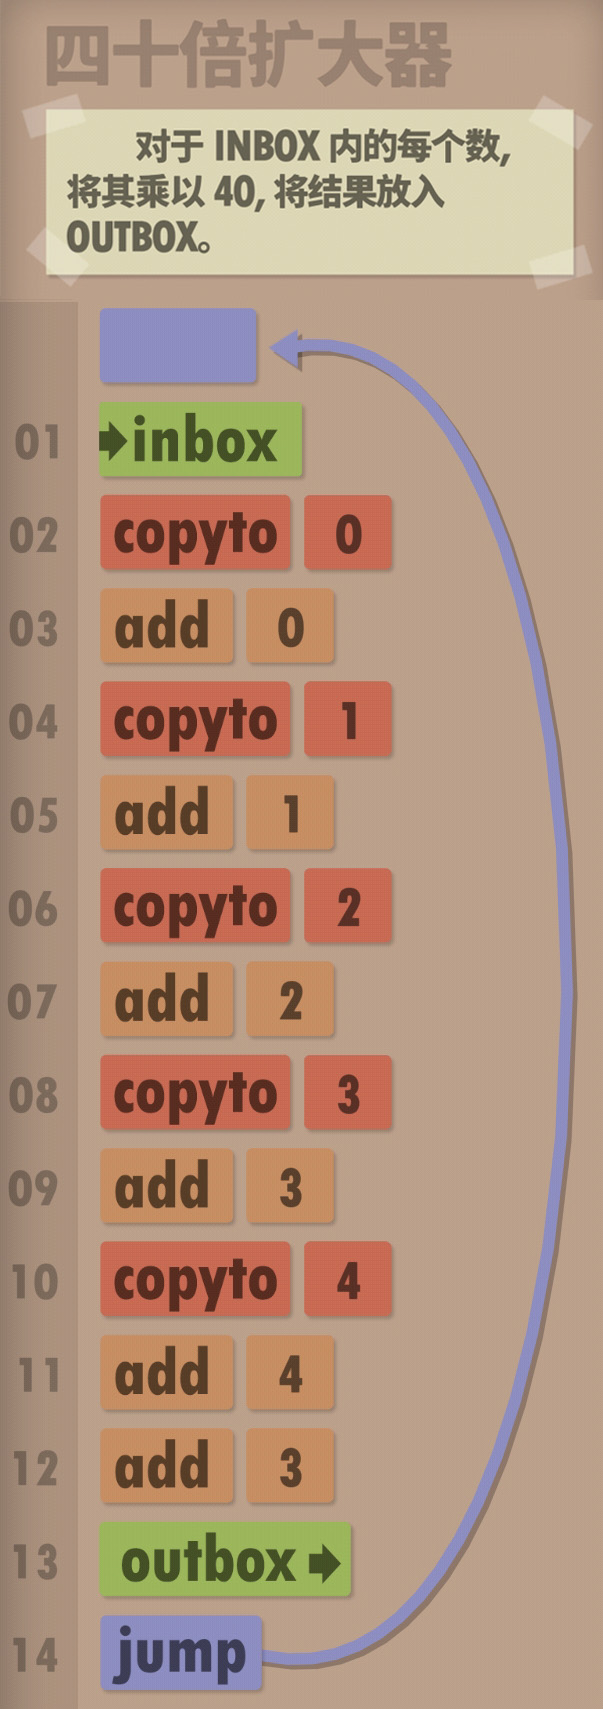 四十倍扩大器
对于 INBOX 内的每个数,
将其乘以 40, 将结果放入
OUTBOX。
01 inbox
02 copyto 0
03 add 0
04 copyto 1
05 add 1
06 copyto 2
07 add 2
08 copyto 3
09 add 3
10 copyto 4
11 add 4
12 add 3
13 outbox
14 jump